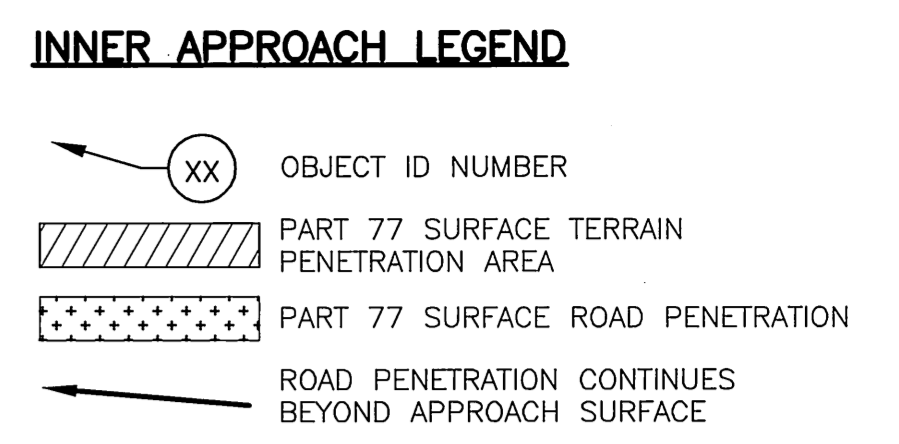 INNER APPROACH LEGEND
XX
OBJECT ID NUMBER
PART 77 SURFACE TERRAIN
PENETRATION AREA
PART 77 SURFACE ROAD PENETRATION
ROAD PENETRATION CONTINUES
BEYOND APPROACH SURFACE